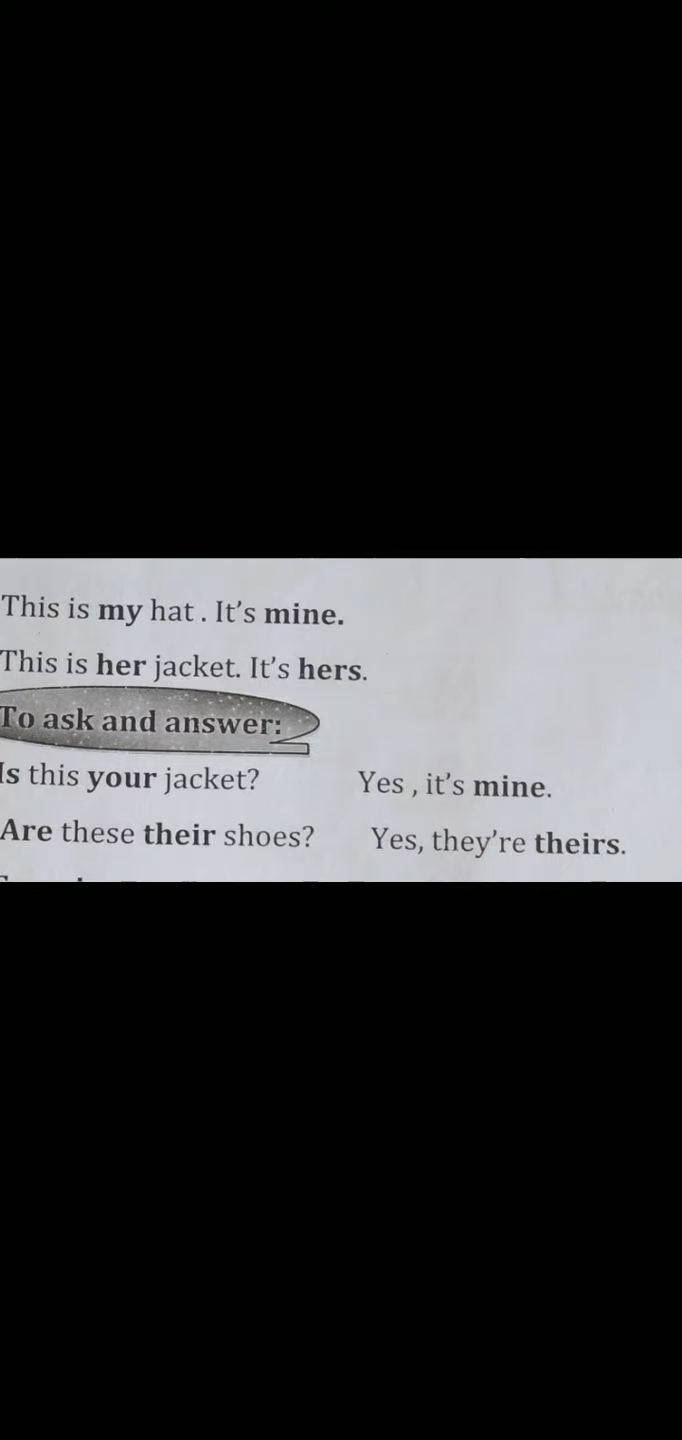 This is my hat . It's mine.
This is her jacket. It's hers.
To ask and answer:
Is this your jacket? Yes , it's mine.
Are these their shoes? Yes, they're theirs.